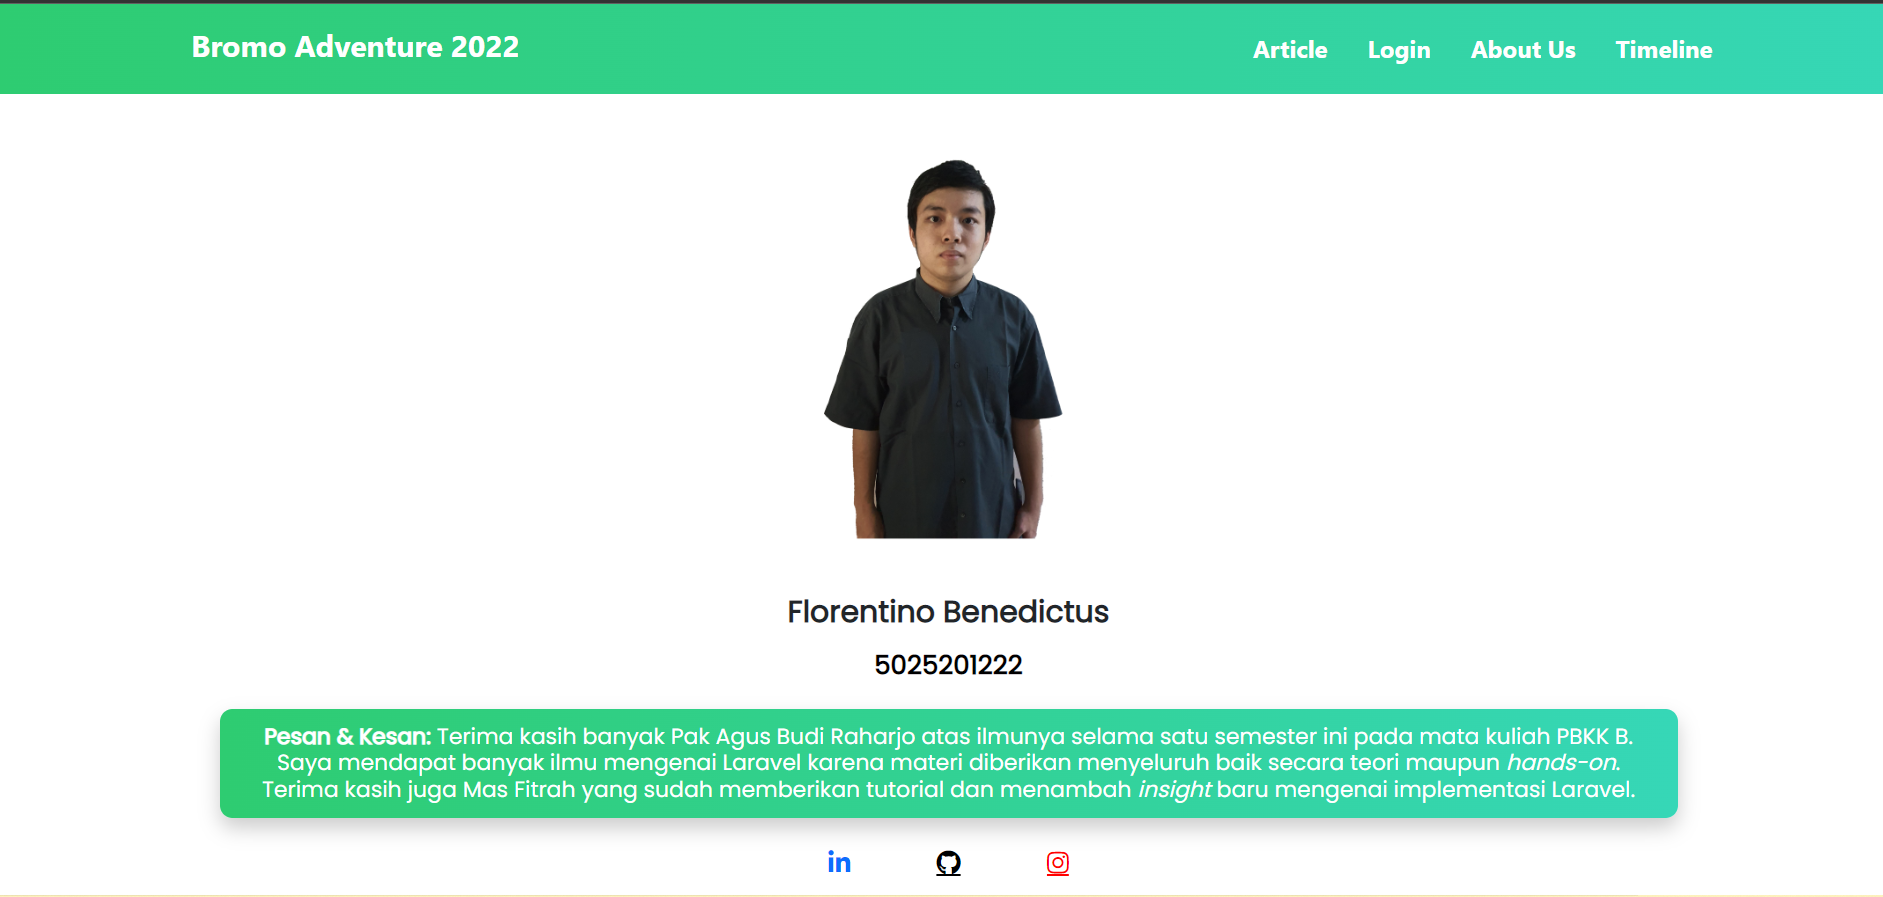 Bromo Adventure 2022
Article Login About Us Timeline
Florentino Benedictus
5025201222
Pesan & Kesan: Terima kasih banyak Pak Agus Budi Raharjo atas ilmunya selama satu semester ini pada mata kuliah PBKK B.
Saya mendapat banyak ilmu mengenai Laravel karena materi diberikan menyeluruh baik secara teori maupun hands-on.
Terima kasih juga Mas Fitrah yang sudah memberikan tutorial dan menambah insight baru mengenai implementasi Laravel.
in